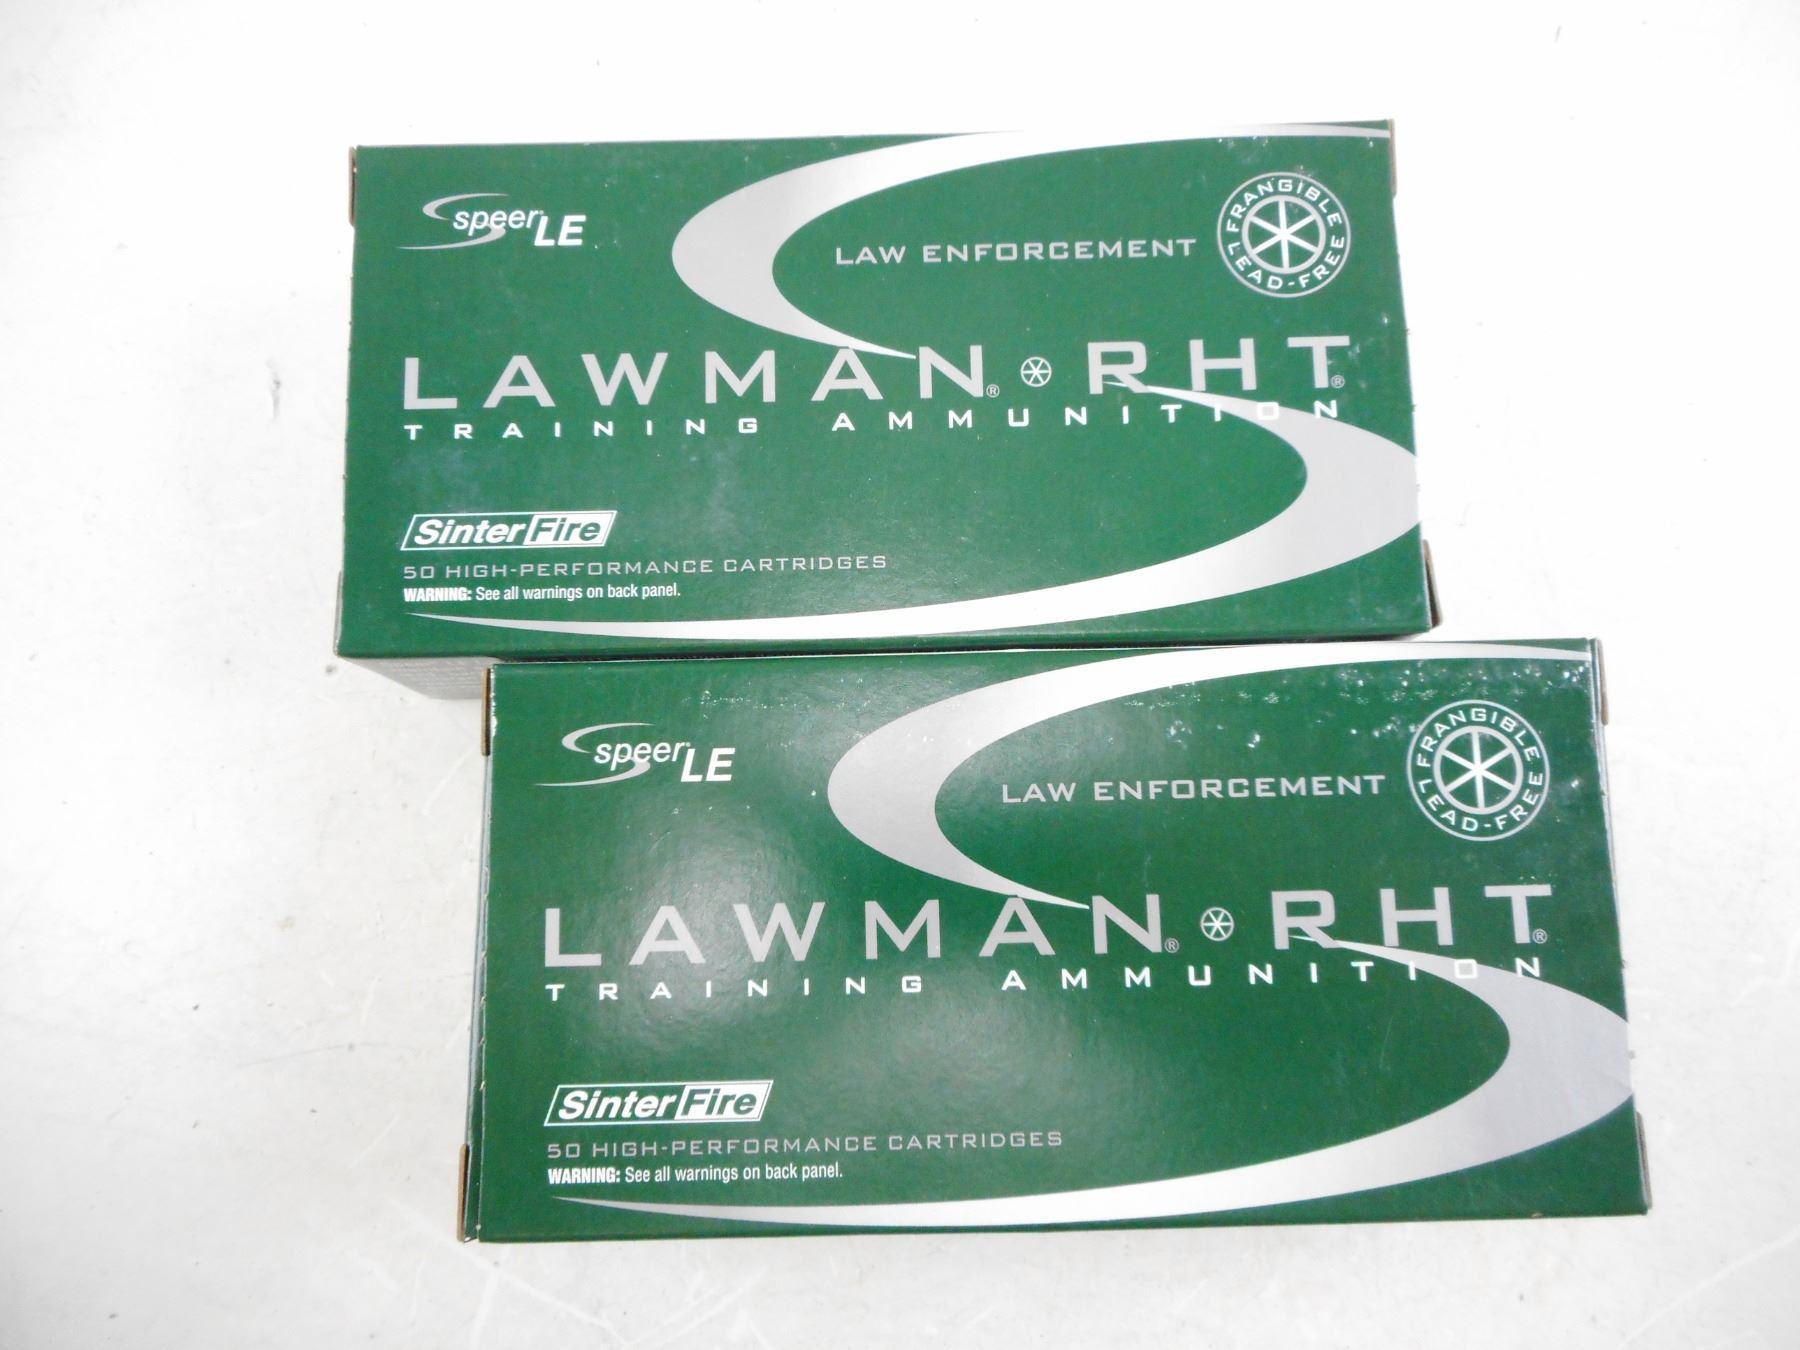 speer LE
LAW ENFORCEMENT
FRANGIBLE
LEAD-FREE
LAWMAN® RHT®
TRAINING AMMUNITION
SinterFire
50 HIGH-PERFORMANCE CARTRIDGES
WARNING: See all warnings on back panel.
speer LE
LAW ENFORCEMENT
FRANGIBLE
LEAD-FREE
LAWMAN® RHT®
TRAINING AMMUNITION
SinterFire
50 HIGH-PERFORMANCE CARTRIDGES
WARNING: See all warnings on back panel.